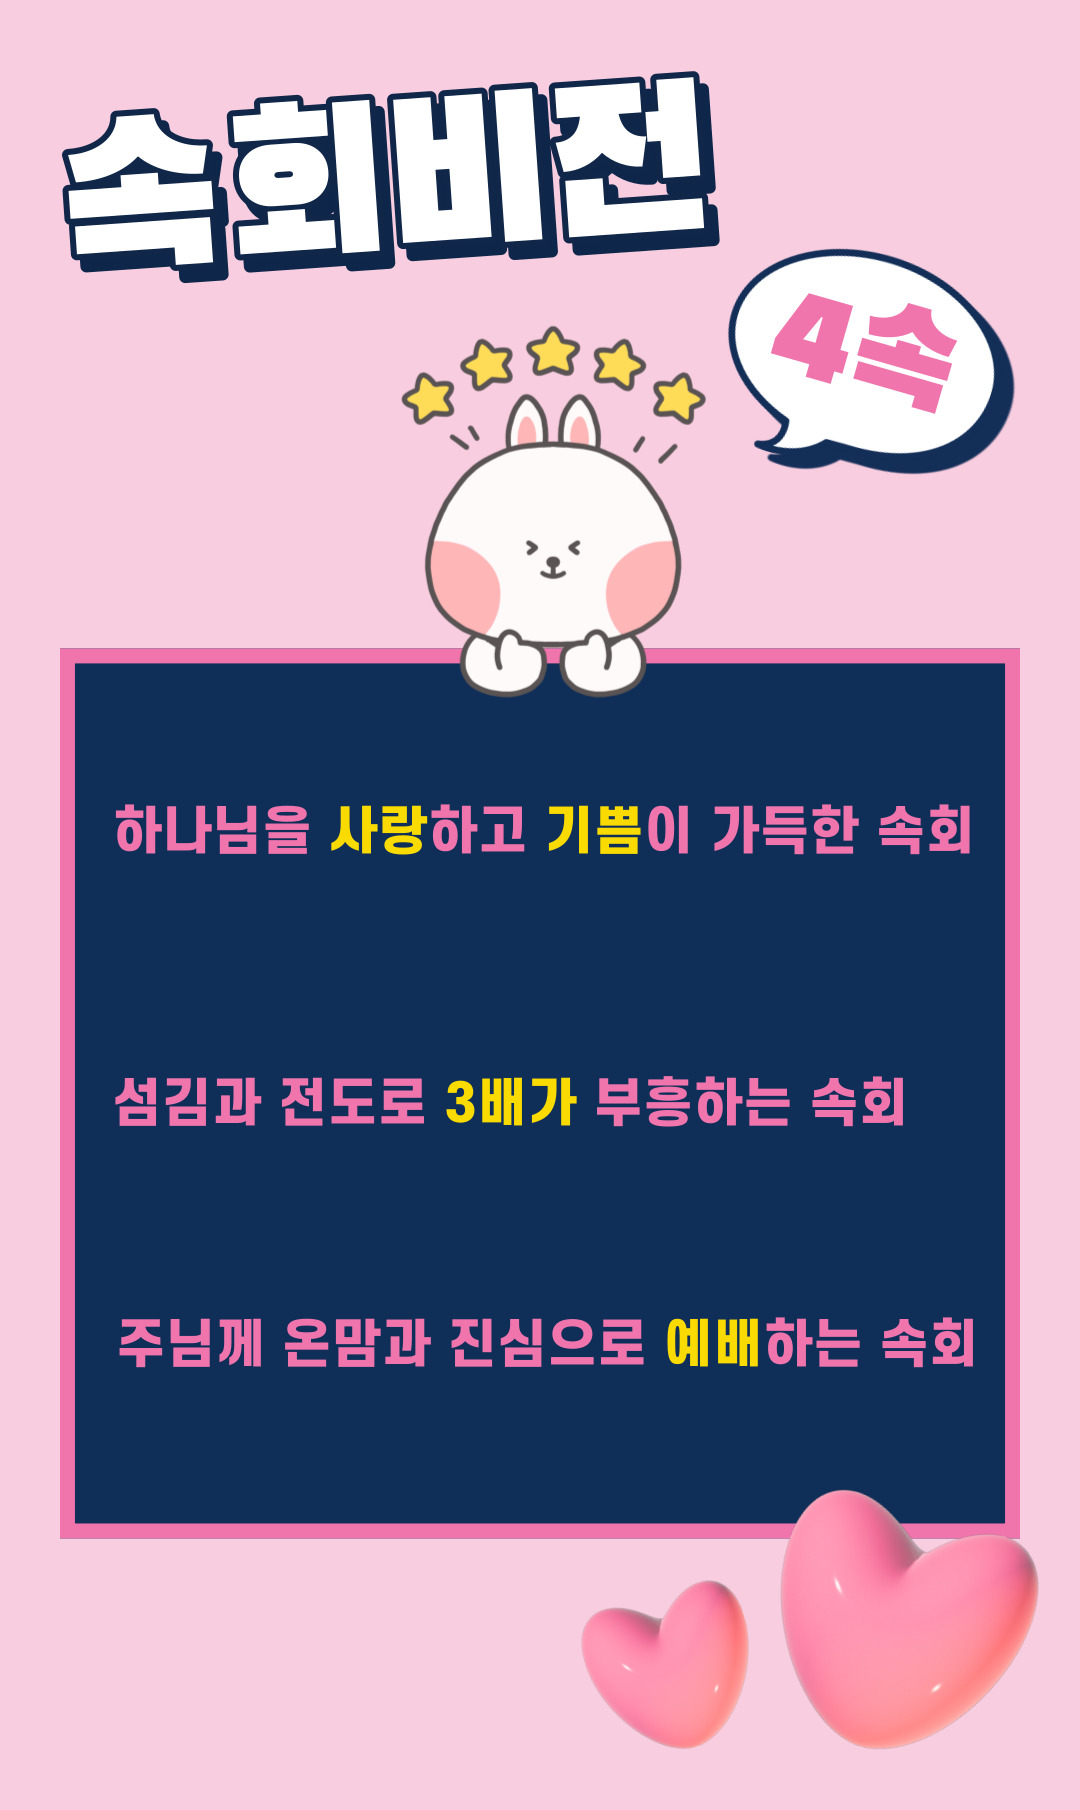 속회비전
4속
하나님을 사랑하고 기쁨이 가득한 속회
섬김과 전도로 3배가 부흥하는 속회
주님께 온맘과 진심으로 예배하는 속회